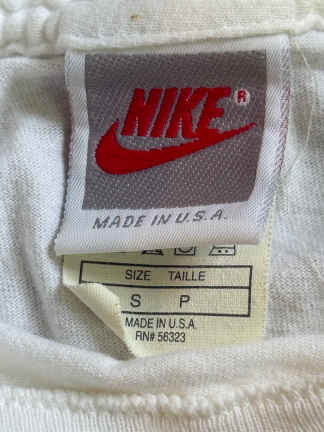 NIKE ®
MADE IN U.S.A.
SIZE TAILLE
S P
MADE IN U.S.A.
RN# 56323